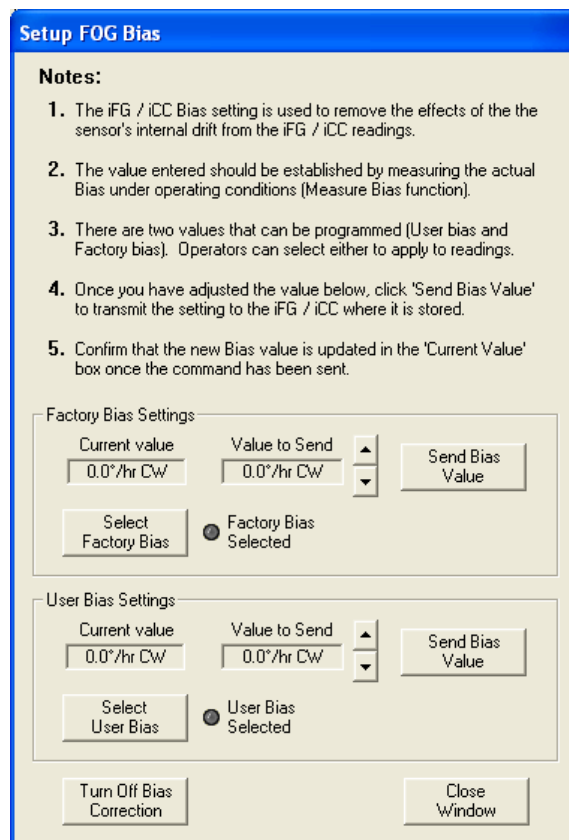 Setup FOG Bias
Notes:
1. The iFG / iCC Bias setting is used to remove the effects of the the
sensor's internal drift from the iFG / iCC readings.
2. The value entered should be established by measuring the actual
Bias under operating conditions (Measure Bias function).
3. There are two values that can be programmed (User bias and
Factory bias). Operators can select either to apply to readings.
4. Once you have adjusted the value below, click 'Send Bias Value'
to transmit the setting to the iFG / iCC where it is stored.
5. Confirm that the new Bias value is updated in the 'Current Value'
box once the command has been sent.
Factory Bias Settings
Current value
0.0°/hr CW
Value to Send
0.0°/hr CW
Send Bias
Value
Select
Factory Bias
Factory Bias
Selected
User Bias Settings
Current value
0.0°/hr CW
Value to Send
0.0°/hr CW
Send Bias
Value
Select
User Bias
User Bias
Selected
Turn Off Bias
Correction
Close
Window